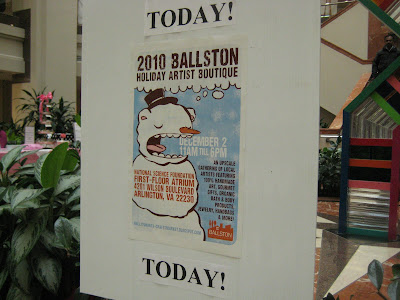 TODAY!
2010 BALLSTON
HOLIDAY ARTIST BOUTIQUE
DECEMBER 2
11AM TILL 6PM
NATIONAL SCIENCE FOUNDATION
FIRST-FLOOR ATRIUM
4201 WILSON BOULEVARD
ARLINGTON, VA 22230
AN UPSCALE
GATHERING OF LOCAL
ARTISTS FEATURING
100% HANDMADE
ART, GOURMET
GIFTS, ORGANIC
BATH & BODY
PRODUCTS,
JEWELRY, HANDBAGS
& MORE!
BALLSTON
TODAY!